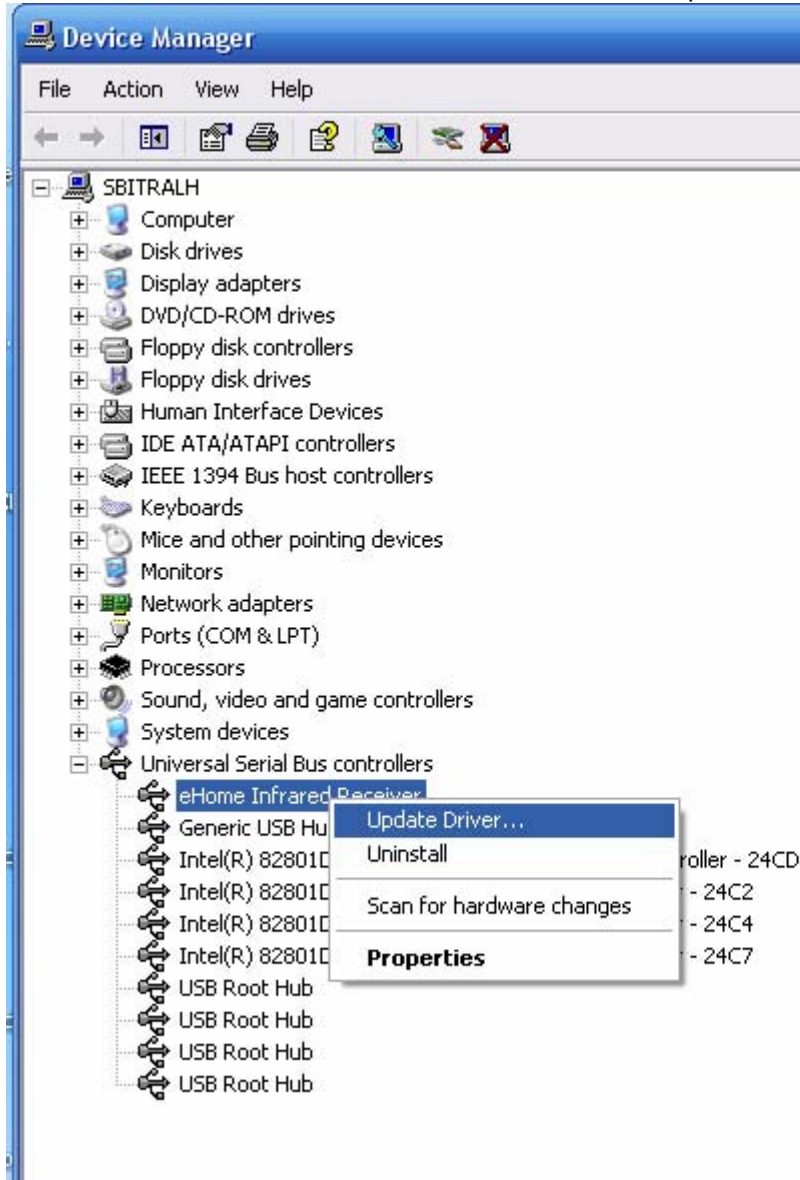 Device Manager
File Action View Help
SBITRALH
Computer
Disk drives
Display adapters
DVD/CD-ROM drives
Floppy disk controllers
Floppy disk drives
Human Interface Devices
IDE ATA/ATAPI controllers
IEEE 1394 Bus host controllers
Keyboards
Mice and other pointing devices
Monitors
Network adapters
Ports (COM & LPT)
Processors
Sound, video and game controllers
System devices
Universal Serial Bus controllers
eHome Infrared Receiver
Update Driver...
Generic USB Hu
Uninstall
Intel(R) 82801D roller - 24CD
Scan for hardware changes
Intel(R) 82801D - 24C2
Intel(R) 82801D - 24C4
Properties
Intel(R) 82801D - 24C7
USB Root Hub
USB Root Hub
USB Root Hub
USB Root Hub